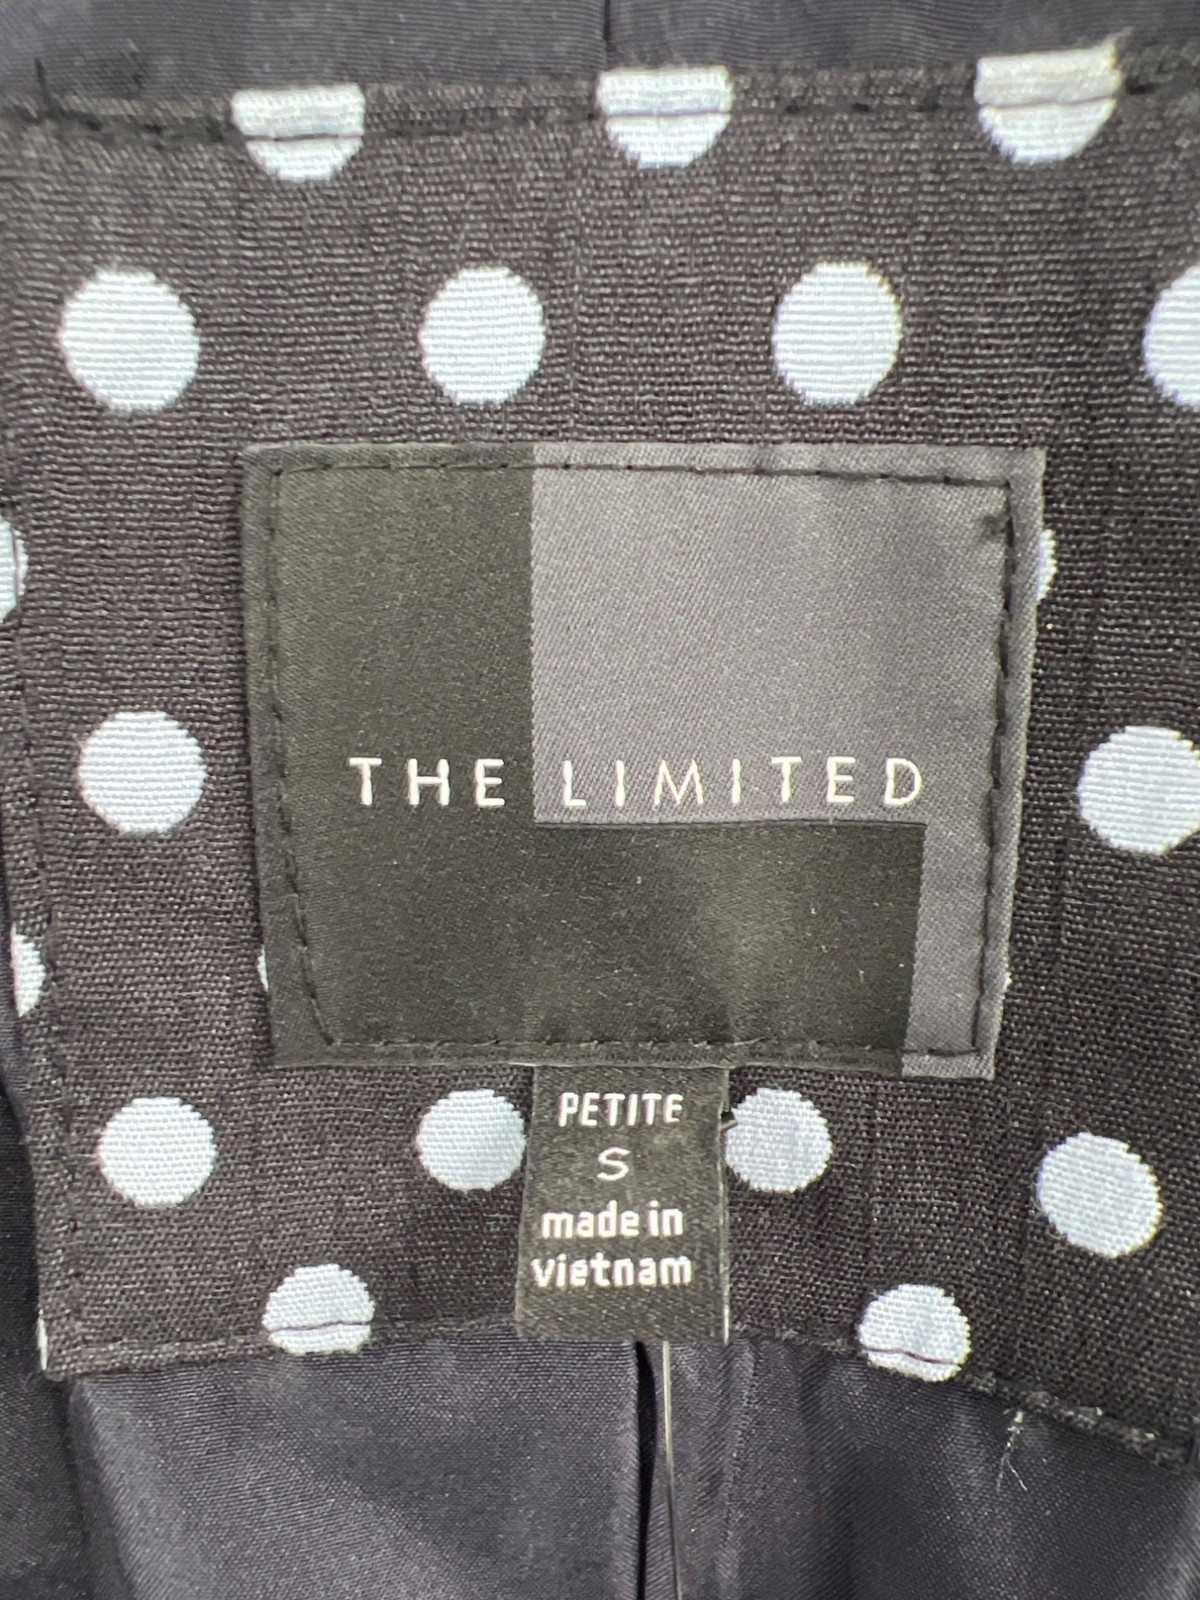 THE LIMITED
PETITE
S
made in
vietnam